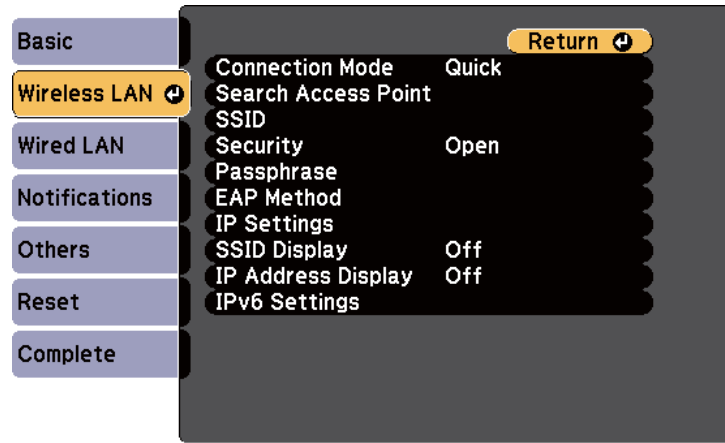 Basic
Wireless LAN
Wired LAN
Notifications
Others
Reset
Complete
Return
Connection Mode Quick
Search Access Point
SSID
Security Open
Passphrase
EAP Method
IP Settings
SSID Display Off
IP Address Display Off
IPv6 Settings